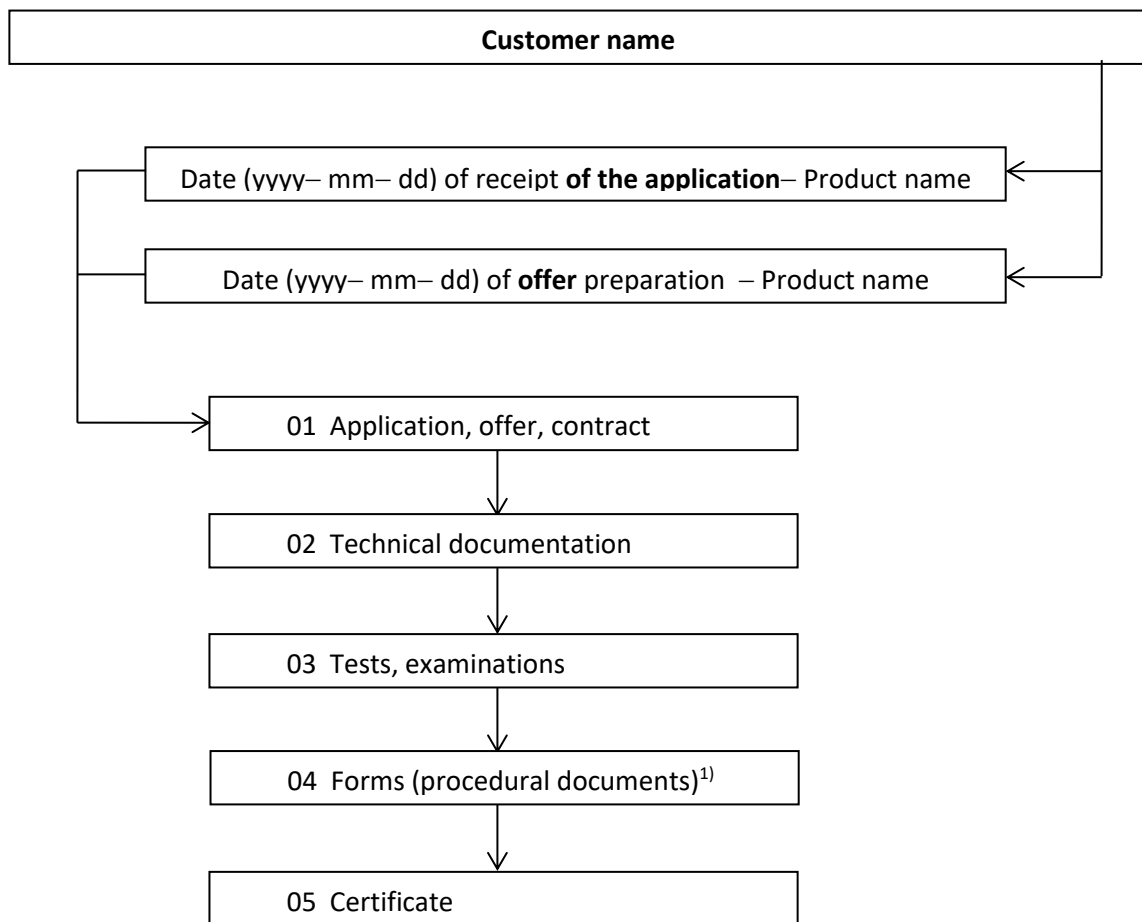 Customer name
Date (yyyy– mm– dd) of receipt of the application– Product name
Date (yyyy– mm– dd) of offer preparation – Product name
01 Application, offer, contract
02 Technical documentation
03 Tests, examinations
04 Forms (procedural documents)1)
05 Certificate